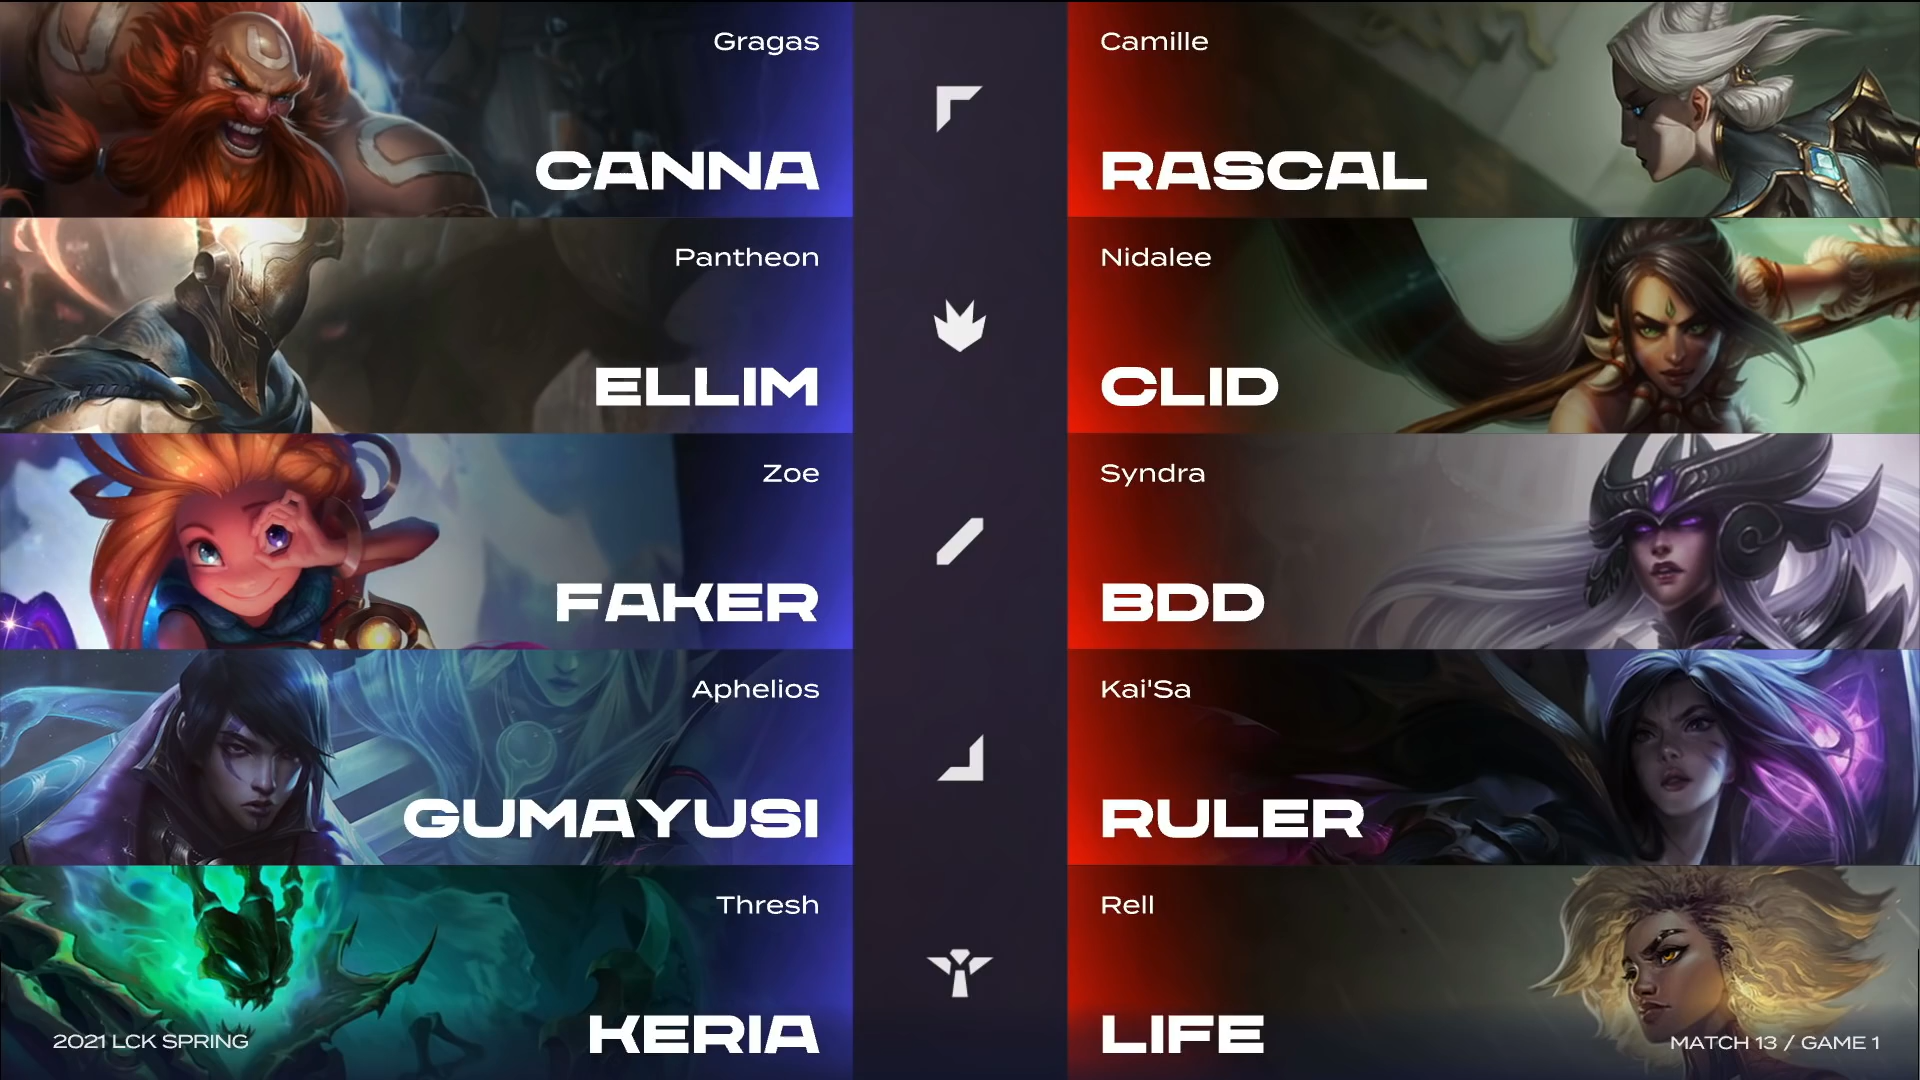 Gragas
CANNA
Camille
RASCAL
Pantheon
ELLIM
Nidalee
CLID
Zoe
FAKER
Syndra
BDD
Aphelios
GUMAYUSI
Kai'Sa
RULER
Thresh
KERIA
Rell
LIFE
2021 LCK SPRING
MATCH 13 / GAME 1